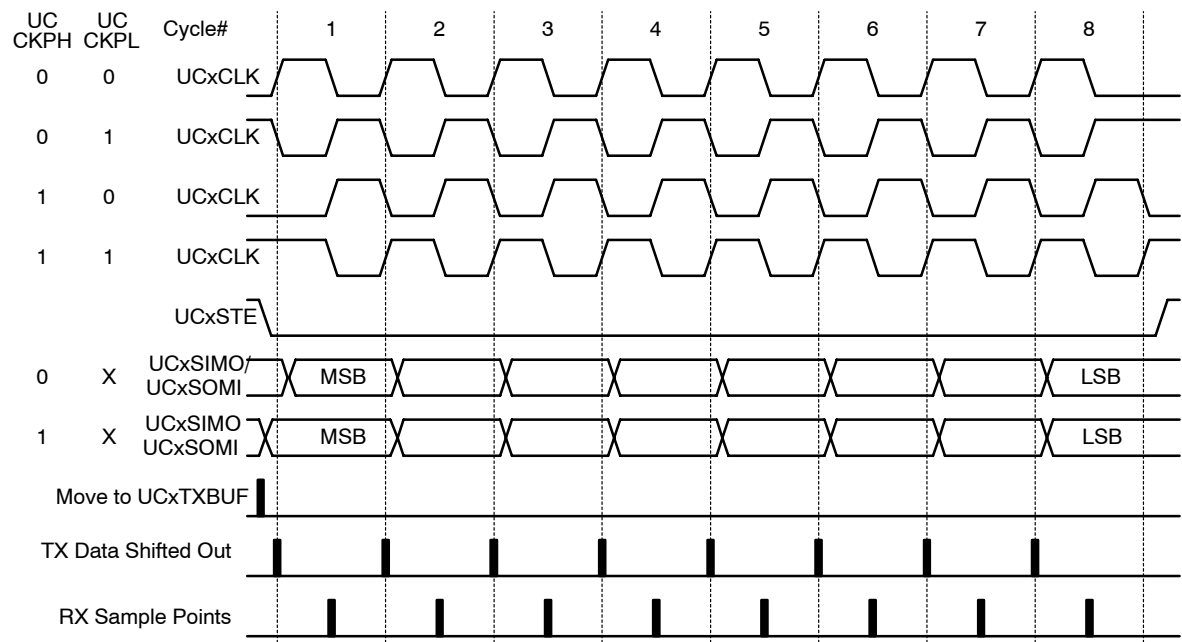 UC CKPH UC CKPL Cycle# 1 2 3 4 5 6 7 8
0 0 UCxCLK
0 1 UCxCLK
1 0 UCxCLK
1 1 UCxCLK
UCxSTE
0 X UCxSIMO/ UCxSOMI MSB LSB
1 X UCxSIMO UCxSOMI MSB LSB
Move to UCxTXBUF
TX Data Shifted Out
RX Sample Points